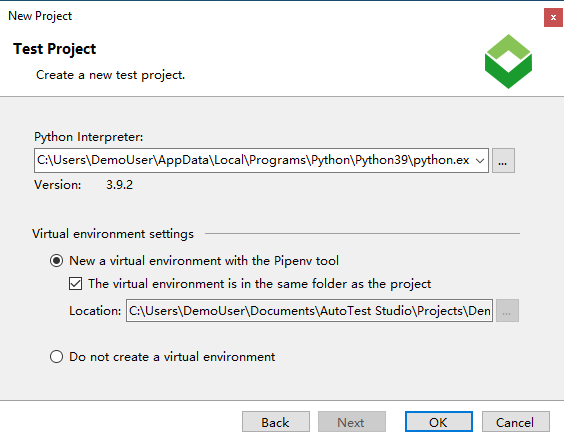 New Project
Test Project
Create a new test project.
Python Interpreter:
C:\Users\DemoUser\AppData\Local\Programs\Python\Python39\python.ex
...
Version: 3.9.2
Virtual environment settings
New a virtual environment with the Pipenv tool
The virtual environment is in the same folder as the project
Location: C:\Users\DemoUser\Documents\AutoTest Studio\Projects\Den ...
Do not create a virtual environment
Back Next OK Cancel